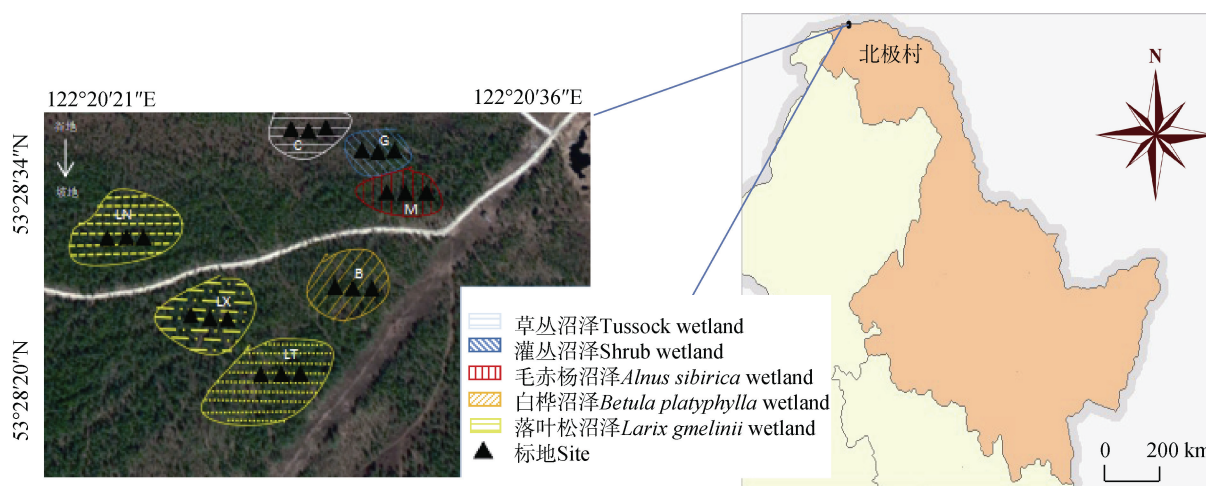 北极村
N
122°20′21″E
122°20′36″E
53°28′34″N
53°28′20″N
谷地
坡地
C
G
M
LN
B
LX
LT
草丛沼泽Tussock wetland
灌丛沼泽Shrub wetland
毛赤杨沼泽Alnus sibirica wetland
白桦沼泽Betula platyphylla wetland
落叶松沼泽Larix gmelinii wetland
标地Site
0 200 km